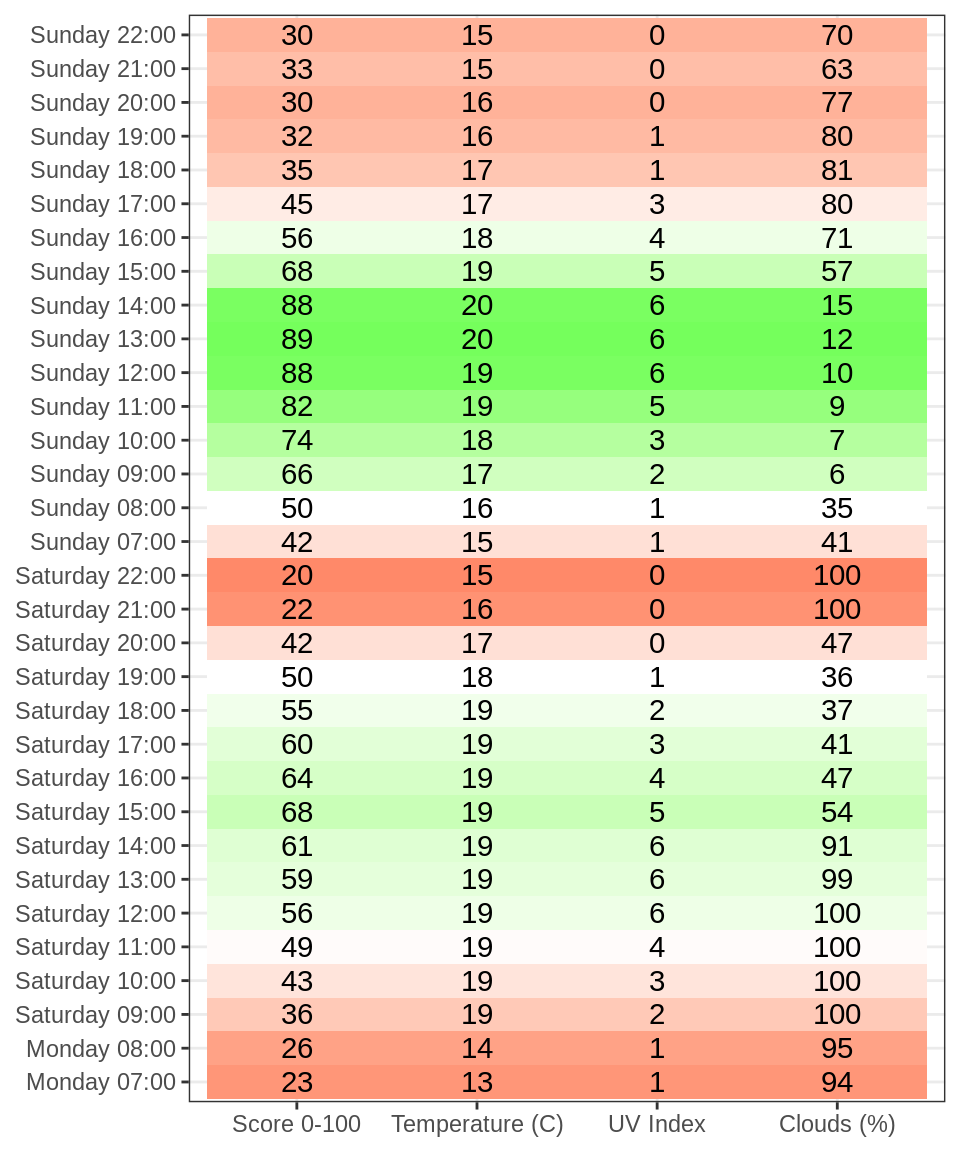 Sunday 22:00 30 15 0 70
Sunday 21:00 33 15 0 63
Sunday 20:00 30 16 0 77
Sunday 19:00 32 16 1 80
Sunday 18:00 35 17 1 81
Sunday 17:00 45 17 3 80
Sunday 16:00 56 18 4 71
Sunday 15:00 68 19 5 57
Sunday 14:00 88 20 6 15
Sunday 13:00 89 20 6 12
Sunday 12:00 88 19 6 10
Sunday 11:00 82 19 5 9
Sunday 10:00 74 18 3 7
Sunday 09:00 66 17 2 6
Sunday 08:00 50 16 1 35
Sunday 07:00 42 15 1 41
Saturday 22:00 20 15 0 100
Saturday 21:00 22 16 0 100
Saturday 20:00 42 17 0 47
Saturday 19:00 50 18 1 36
Saturday 18:00 55 19 2 37
Saturday 17:00 60 19 3 41
Saturday 16:00 64 19 4 47
Saturday 15:00 68 19 5 54
Saturday 14:00 61 19 6 91
Saturday 13:00 59 19 6 99
Saturday 12:00 56 19 6 100
Saturday 11:00 49 19 4 100
Saturday 10:00 43 19 3 100
Saturday 09:00 36 19 2 100
Monday 08:00 26 14 1 95
Monday 07:00 23 13 1 94
Score 0-100 Temperature (C) UV Index Clouds (%)